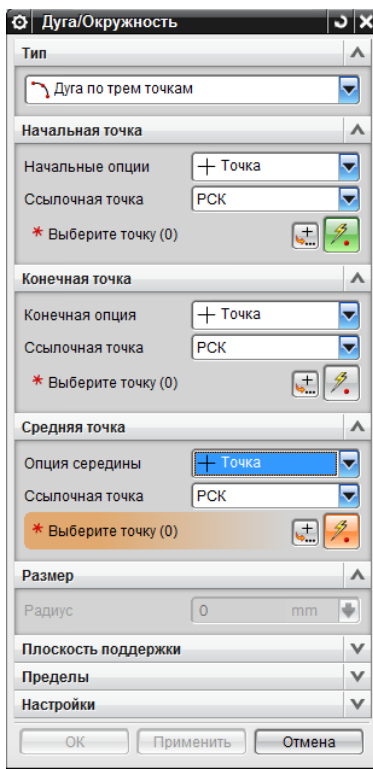 Дуга/Окружность
Тип
Дуга по трем точкам
Начальная точка
Начальные опции Точка
Ссылочная точка РСК
* Выберите точку (0)
Конечная точка
Конечная опция Точка
Ссылочная точка РСК
* Выберите точку (0)
Средняя точка
Опция середины Точка
Ссылочная точка РСК
* Выберите точку (0)
Размер
Радиус 0 mm
Плоскость поддержки
Пределы
Настройки
ОК Применить Отмена